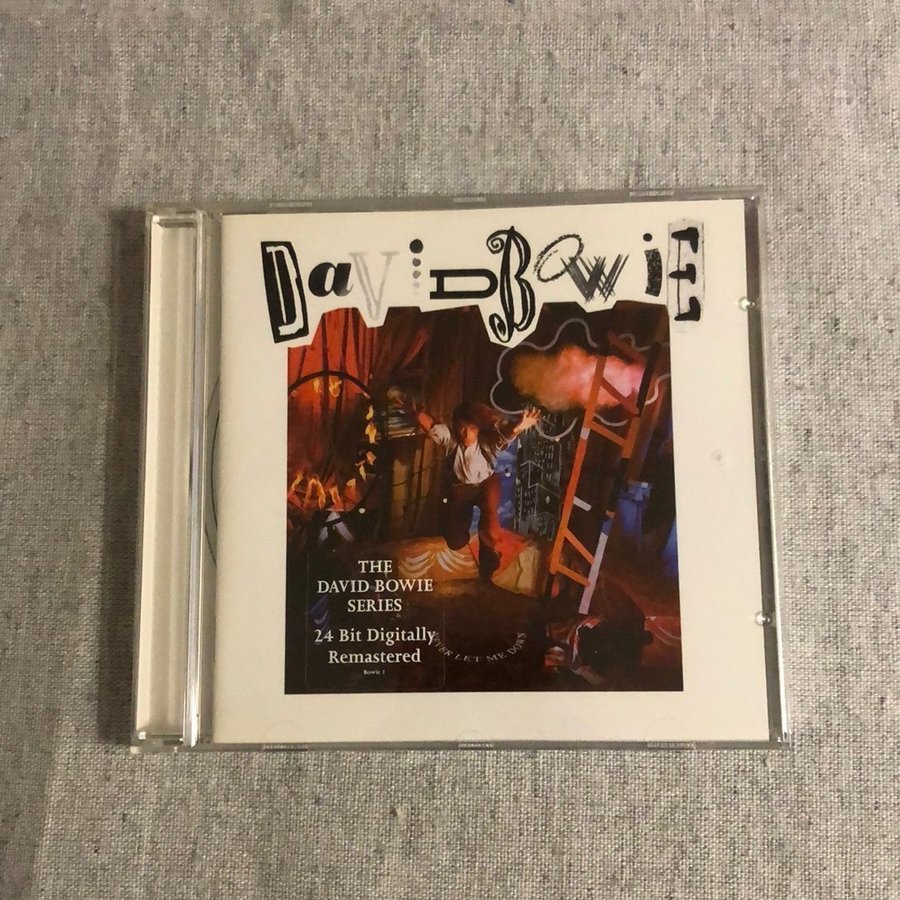 DaViD BoWiE
THE
DAVID BOWIE
SERIES
24 Bit Digitally
Remastered
Bowie 1
NEVER LET ME DOWN